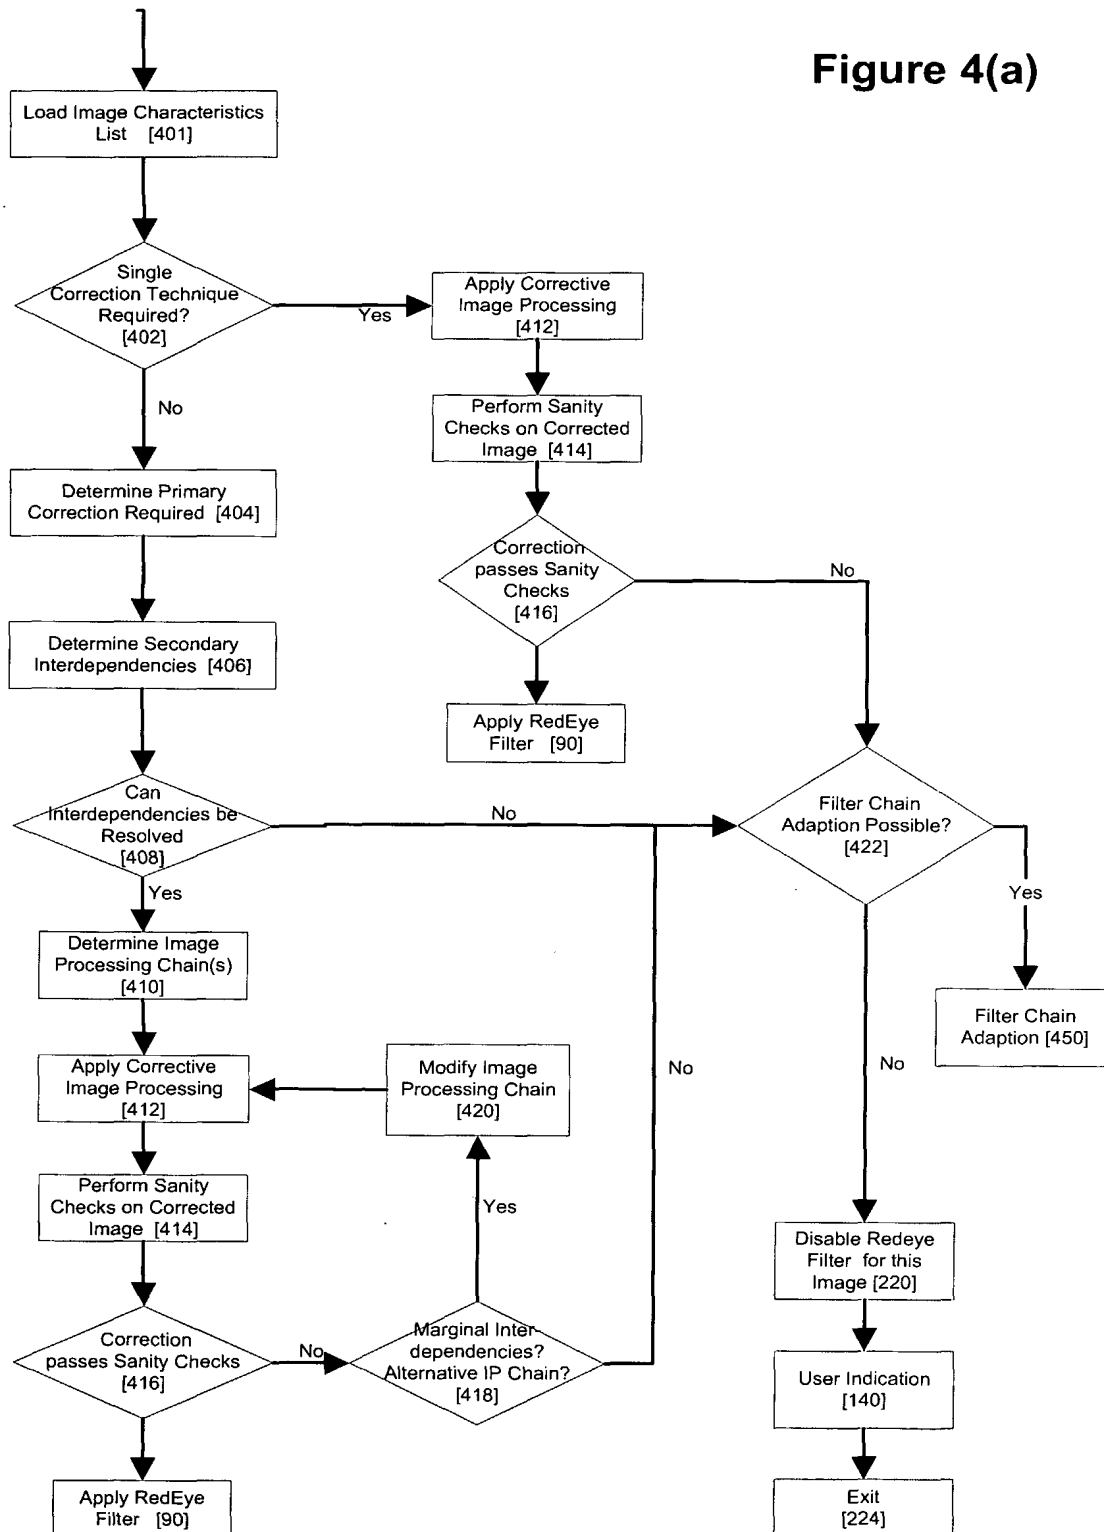 Figure 4(a)
Load Image Characteristics
List [401]
Single
Correction Technique
Required?
[402]
Yes
No
Apply Corrective
Image Processing
[412]
Perform Sanity
Checks on Corrected
Image [414]
Correction
passes Sanity
Checks
[416]
No
Apply RedEye
Filter [90]
Determine Primary
Correction Required [404]
Determine Secondary
Interdependencies [406]
Can
Interdependencies be
Resolved
[408]
No
Yes
Filter Chain
Adaption Possible?
[422]
Yes
No
Filter Chain
Adaption [450]
Determine Image
Processing Chain(s)
[410]
Apply Corrective
Image Processing
[412]
Modify Image
Processing Chain
[420]
No
Perform Sanity
Checks on Corrected
Image [414]
Yes
Correction
passes Sanity Checks
[416]
No
Marginal Inter-
dependencies?
Alternative IP Chain?
[418]
Apply RedEye
Filter [90]
Disable Redeye
Filter for this
Image [220]
User Indication
[140]
Exit
[224]